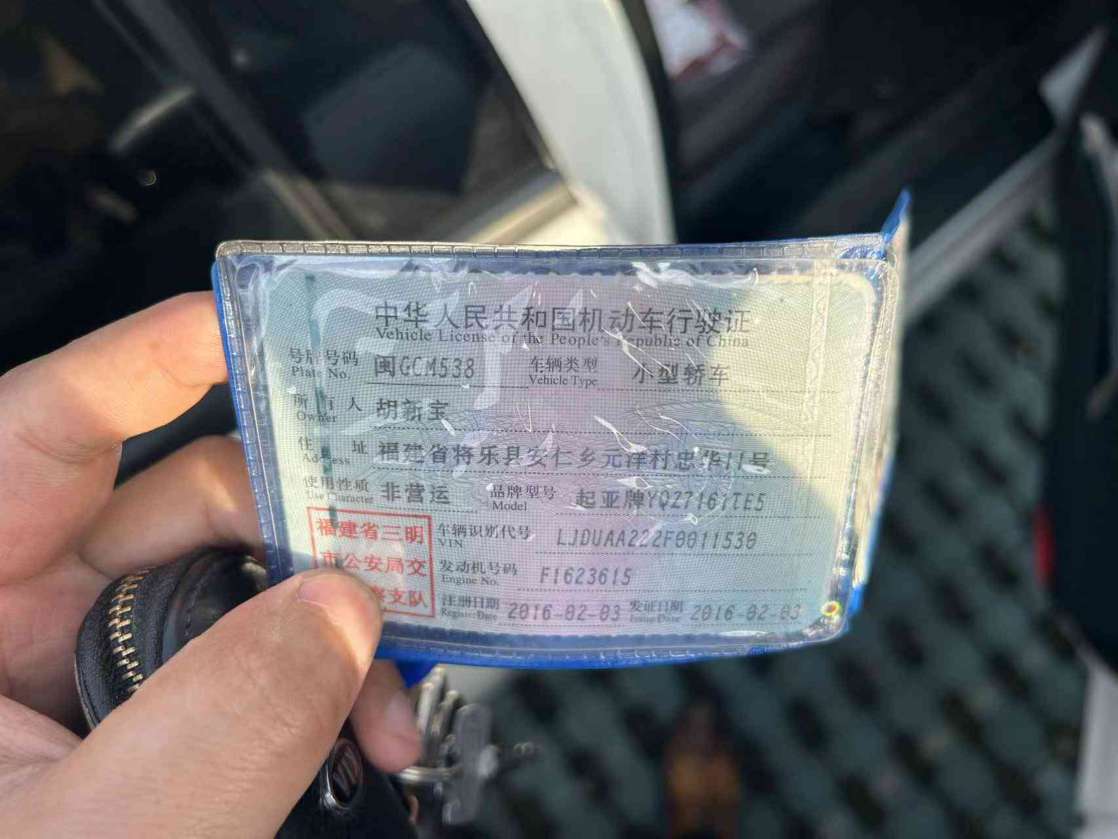 中华人民共和国机动车行驶证
Vehicle License of the People's Republic of China
号牌号码 闽GCM538 车辆类型 小型轿车
Plate No. Vehicle Type
所有人 胡新宝
Owner
住址 福建省将乐县安仁乡元洋村忠华11号
Address
使用性质 非营运 品牌型号 起亚牌YQZ7167TE5
Use Character Model
福建省三明 车辆识别代号 LJDUAA222F0011530
VIN
市公安局交 发动机号码 F1623615
Engine No.
支队 注册日期 2016-02-03 发证日期 2016-02-03
Register Date Issue Date